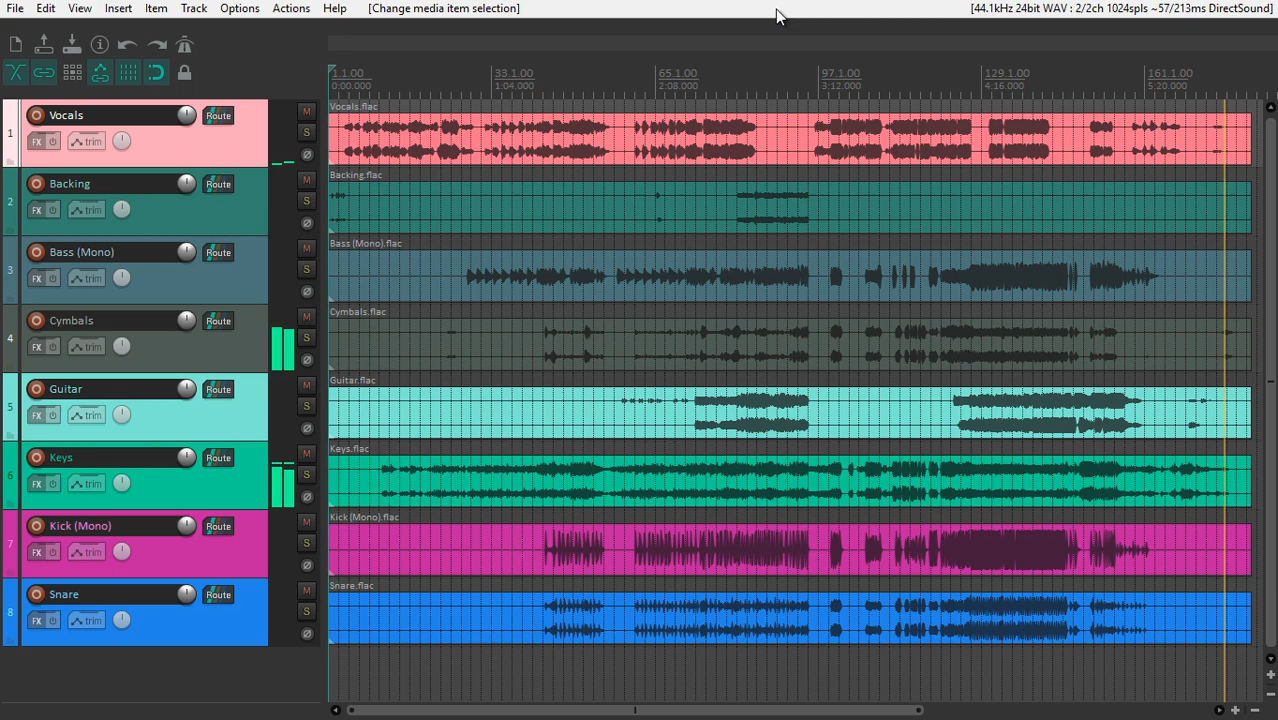 File Edit View Insert Item Track Options Actions Help [Change media item selection] [44.1kHz 24bit WAV : 2/2ch 1024spls ~57/213ms DirectSound]
1.1.00 33.1.00 65.1.00 97.1.00 129.1.00 161.1.00
0:00.000 1:04.000 2:08.000 3:12.000 4:16.000 5:20.000
Vocals.flac
1 Vocals Route M
FX trim S
Backing.flac
2 Backing Route M
FX trim S
Bass (Mono).flac
3 Bass (Mono) Route M
FX trim S
Cymbals.flac
4 Cymbals Route M
FX trim S
Guitar.flac
5 Guitar Route M
FX trim S
Keys.flac
6 Keys Route M
FX trim S
Kick (Mono).flac
7 Kick (Mono) Route M
FX trim S
Snare.flac
8 Snare Route M
FX trim S